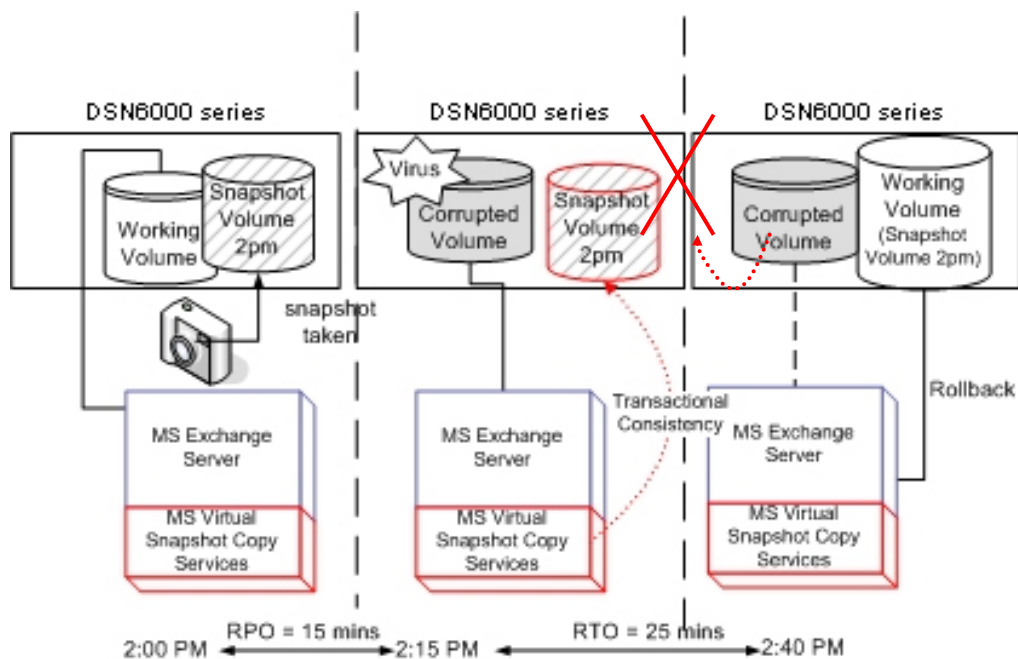 DSN6000 series
DSN6000 series
DSN6000 series
Working
Volume
Snapshot
Volume
2pm
snapshot
taken
MS Exchange
Server
MS Virtual
Snapshot Copy
Services
Virus
Corrupted
Volume
Snapshot
Volume
2pm
Transactional
Consistency
MS Exchange
Server
MS Virtual
Snapshot Copy
Services
Corrupted
Volume
Working
Volume
(Snapshot
Volume 2pm)
Rollback
MS Exchange
Server
MS Virtual
Snapshot Copy
Services
2:00 PM
RPO = 15 mins
2:15 PM
RTO = 25 mins
2:40 PM